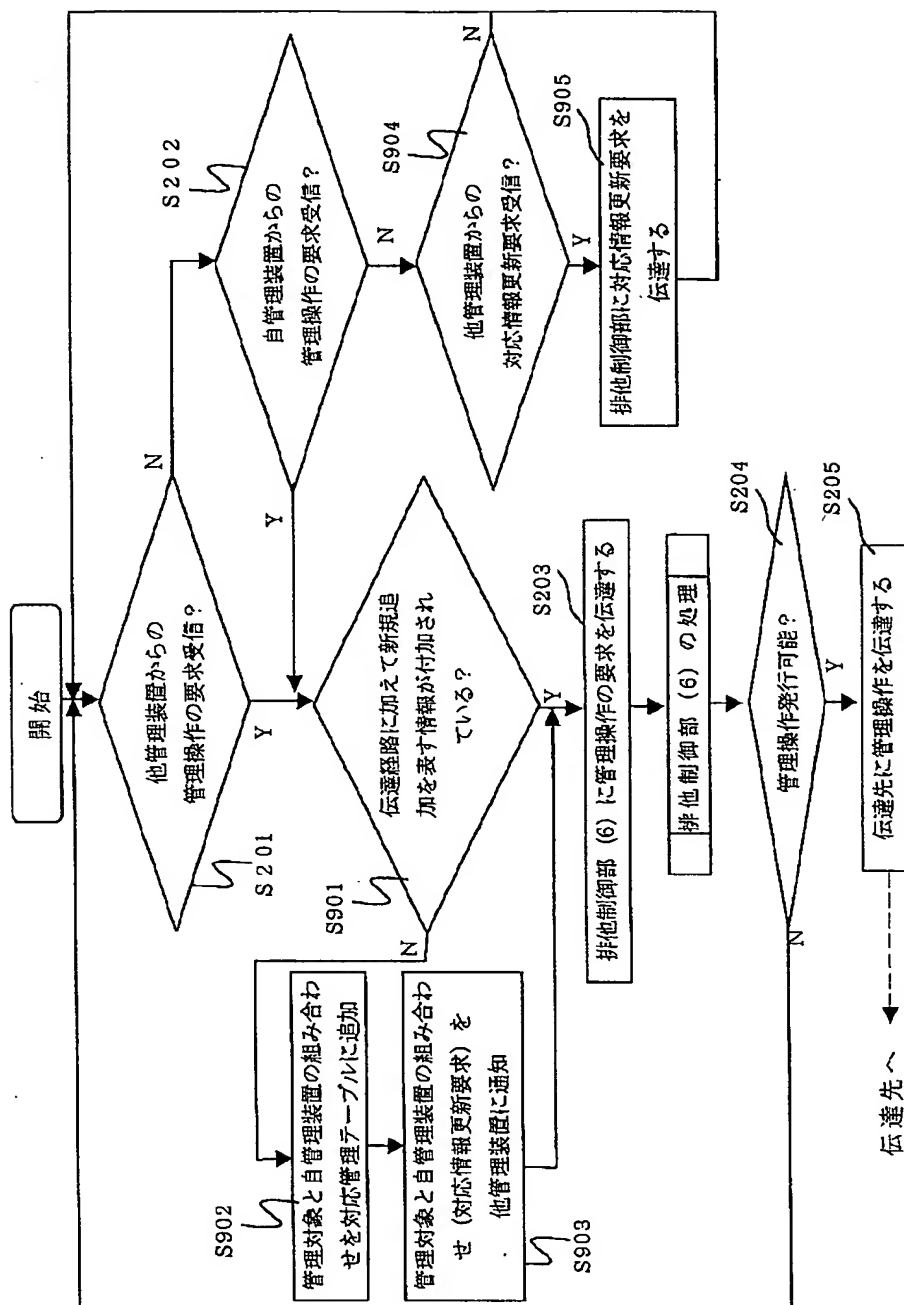 開始
他管理装置からの
管理操作の要求受信？
S201
Y
N
自管理装置からの
管理操作の要求受信？
S202
Y
N
他管理装置からの
対応情報更新要求受信？
S904
N
Y
排他制御部に対応情報更新要求を
伝達する
S905
伝達経路に加えて新規追
加を表す情報が付加され
ている？
S901
N
Y
管理対象と自管理装置の組み合わ
せを対応管理テーブルに追加
S902
管理対象と自管理装置の組み合わ
せ（対応情報更新要求）を
他管理装置に通知
S903
排他制御部（6）に管理操作の要求を伝達する
S203
排他制御部（6）の処理
管理操作発行可能？
S204
N
Y
伝達先に管理操作を伝達する
S205
伝達先へ